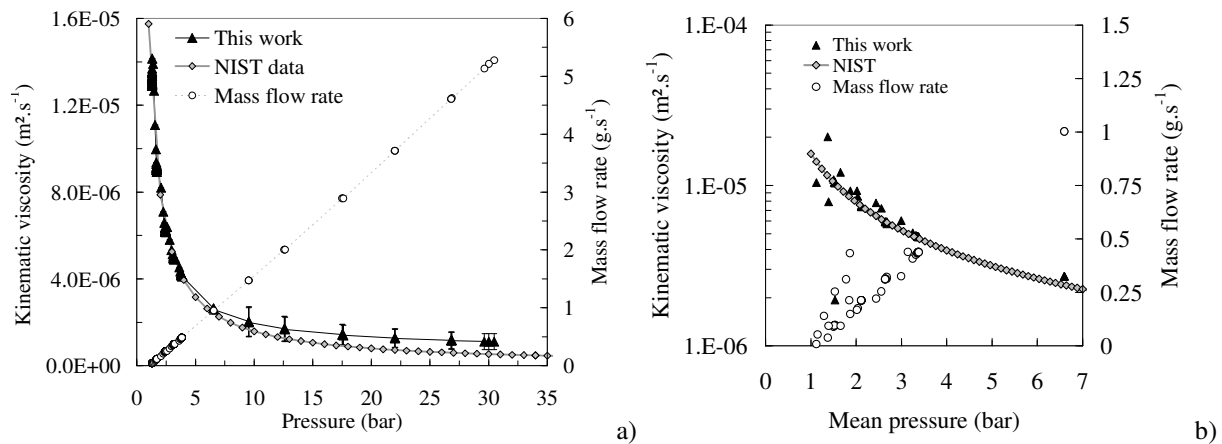 1.6E-05
1.2E-05
8.0E-06
4.0E-06
0.0E+00
Kinematic viscosity (m².s⁻¹)
This work
NIST data
Mass flow rate
6
5
4
3
2
1
0
Mass flow rate (g.s⁻¹)
0 5 10 15 20 25 30 35
Pressure (bar)
a)
1.E-04
1.E-05
1.E-06
Kinematic viscosity (m².s⁻¹)
This work
NIST
Mass flow rate
1.5
1.25
1
0.75
0.5
0.25
0
Mass flow rate (g.s⁻¹)
0 1 2 3 4 5 6 7
Mean pressure (bar)
b)